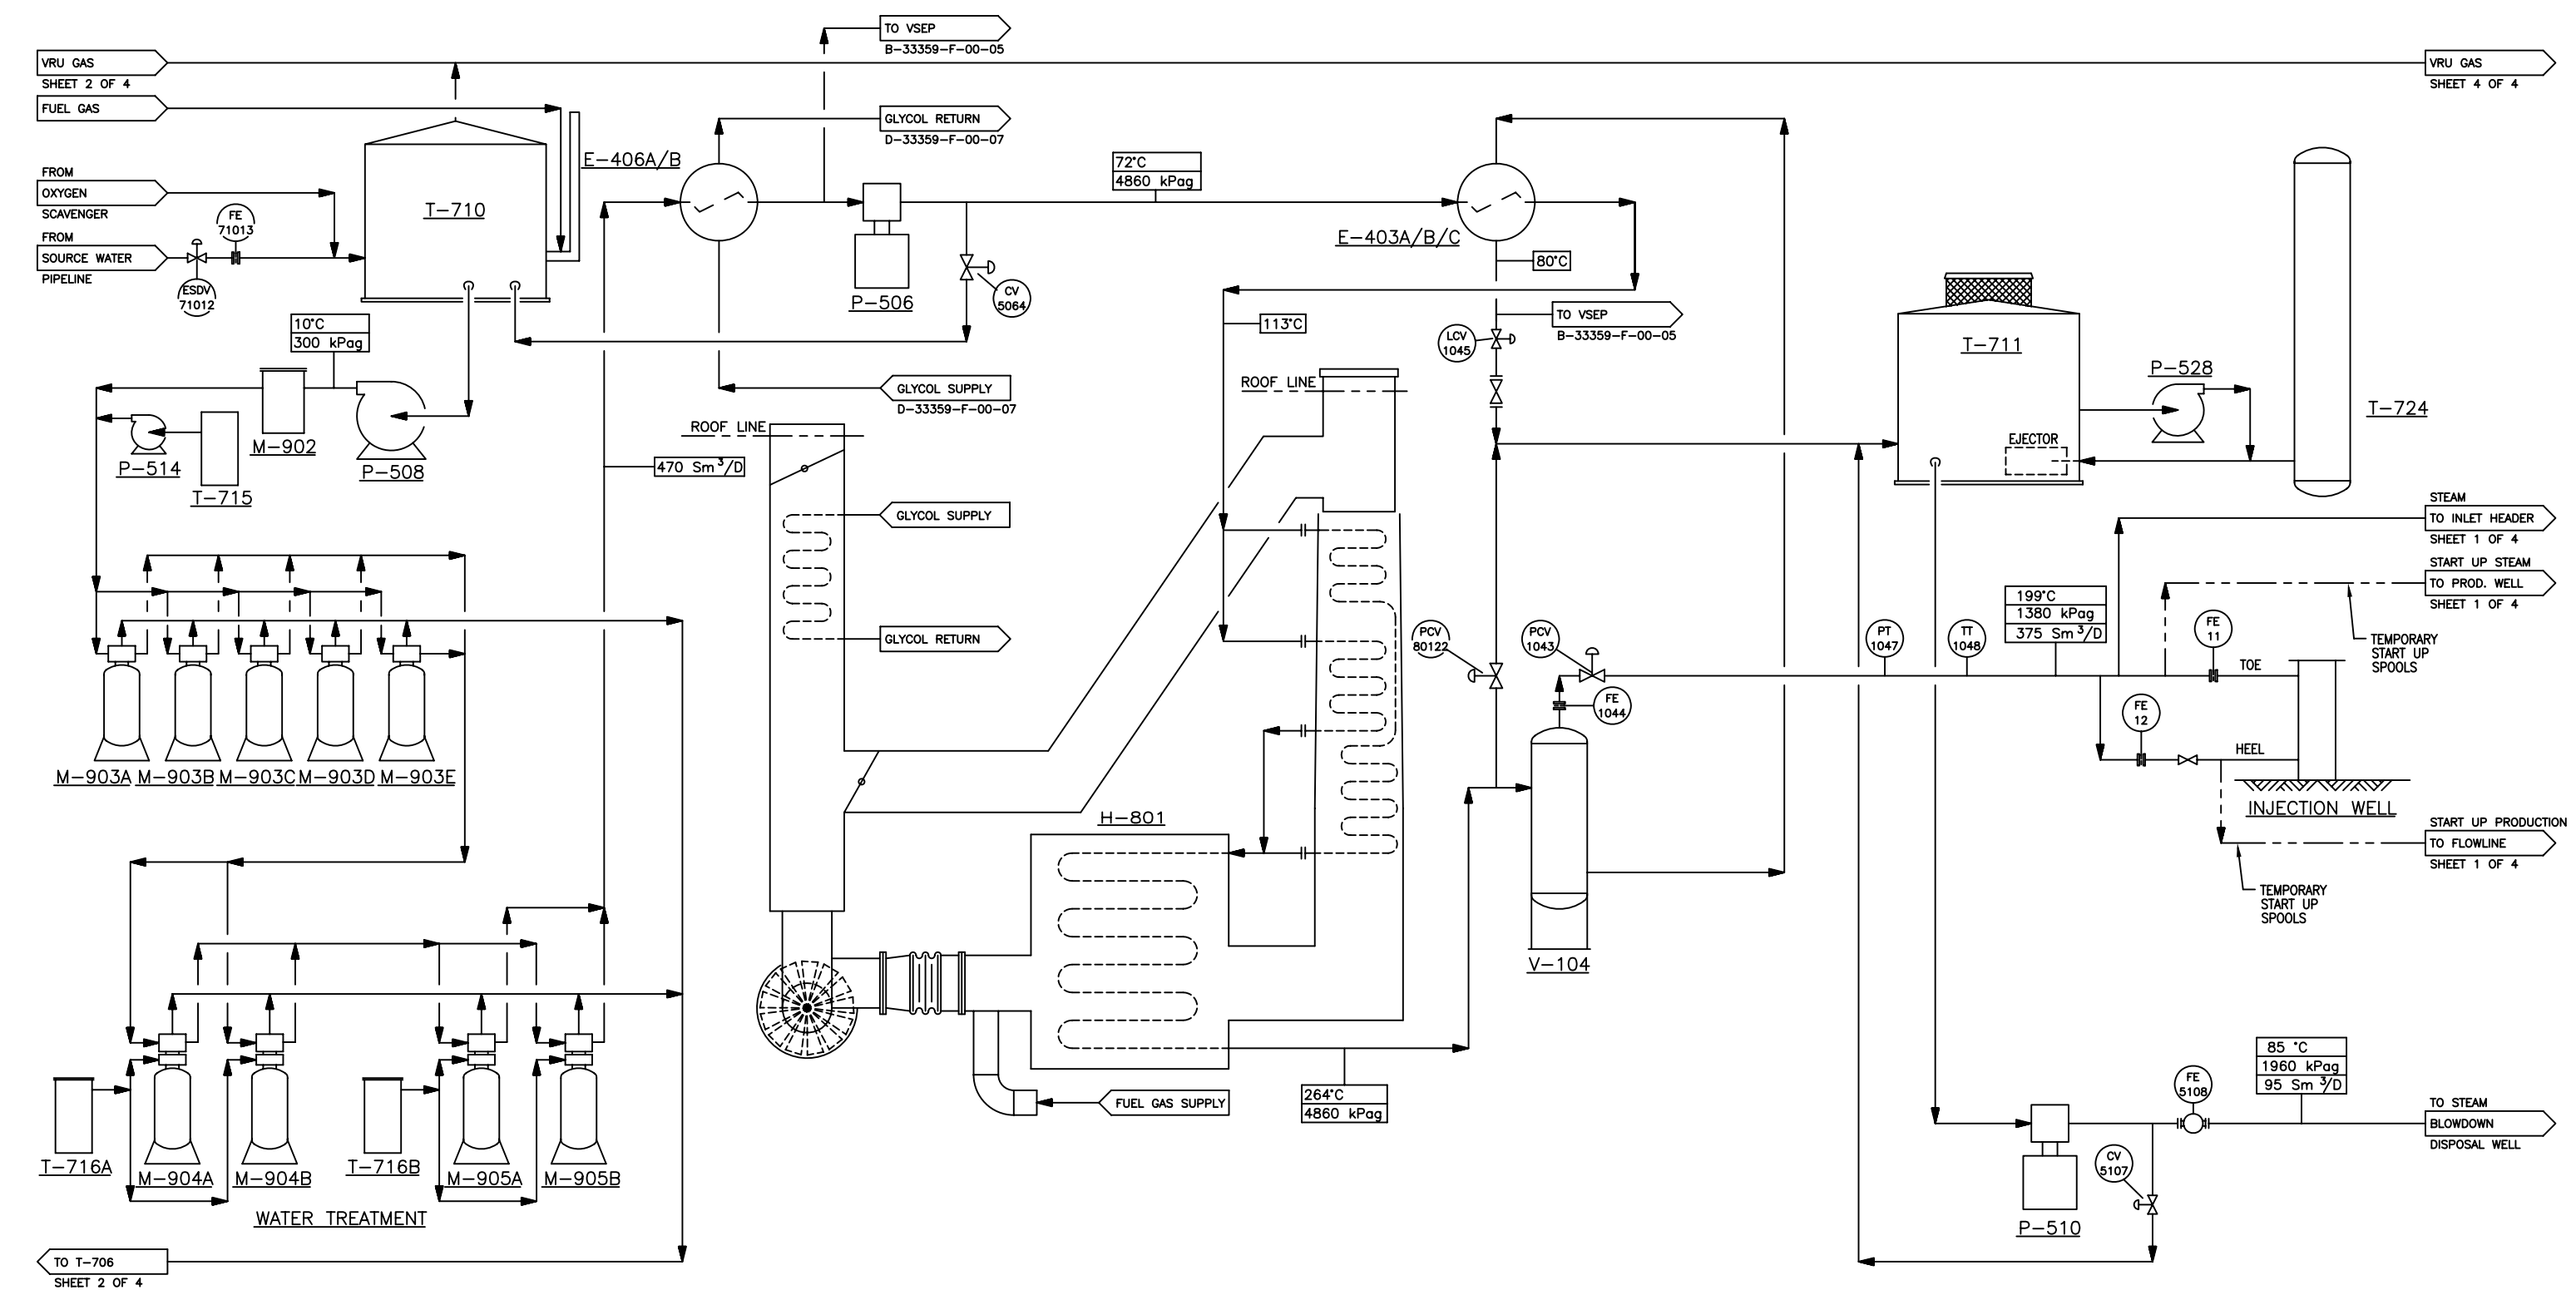 TO VSEP
B-33359-F-00-05
VRU GAS
SHEET 2 OF 4
VRU GAS
SHEET 4 OF 4
FUEL GAS
GLYCOL RETURN
D-33359-F-00-07
E-406A/B
72°C
4860 kPag
FROM
OXYGEN
SCAVENGER
FE
71013
T-710
FROM
SOURCE WATER
PIPELINE
ESDV
71012
P-506
CV
5064
E-403A/B/C
80°C
TO VSEP
B-33359-F-00-05
LCV
1045
113°C
10°C
300 kPag
T-711
P-528
T-724
EJECTOR
GLYCOL SUPPLY
D-33359-F-00-07
ROOF LINE
ROOF LINE
M-902
P-514
T-715
P-508
470 Sm³/D
GLYCOL SUPPLY
GLYCOL RETURN
STEAM
TO INLET HEADER
SHEET 1 OF 4
START UP STEAM
TO PROD. WELL
SHEET 1 OF 4
199°C
1380 kPag
375 Sm³/D
PCV
80122
PCV
1043
FE
1044
PT
1047
TT
1048
FE
11
TOE
TEMPORARY
START UP
SPOOLS
FE
12
HEEL
INJECTION WELL
M-903A
M-903B
M-903C
M-903D
M-903E
H-801
START UP PRODUCTION
TO FLOWLINE
SHEET 1 OF 4
TEMPORARY
START UP
SPOOLS
V-104
264°C
4860 kPag
FUEL GAS SUPPLY
85 °C
1960 kPag
95 Sm³/D
FE
5108
TO STEAM
BLOWDOWN
DISPOSAL WELL
CV
5107
P-510
T-716A
M-904A
M-904B
T-716B
M-905A
M-905B
WATER TREATMENT
TO T-706
SHEET 2 OF 4